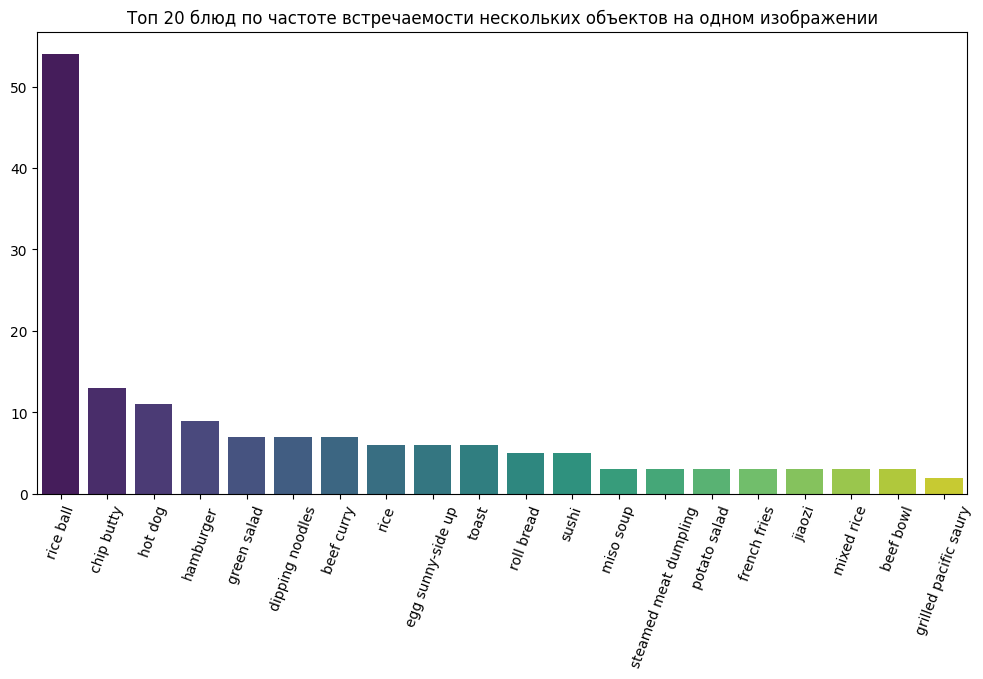 Топ 20 блюд по частоте встречаемости нескольких объектов на одном изображении
50
40
30
20
10
0
rice ball
chip butty
hot dog
hamburger
green salad
dipping noodles
beef curry
rice
egg sunny-side up
toast
roll bread
sushi
miso soup
steamed meat dumpling
potato salad
french fries
jiaozi
mixed rice
beef bowl
grilled pacific saury